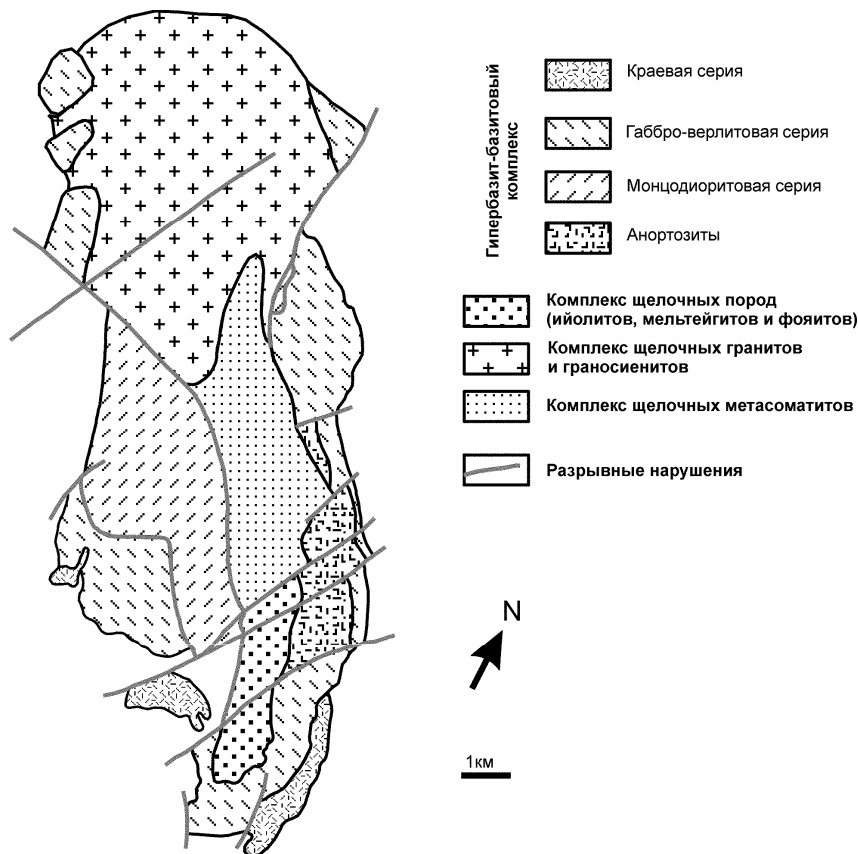 Гипербазит-базитовый
комплекс
Краевая серия
Габбро-верлитовая серия
Монцодиоритовая серия
Анортозиты
Комплекс щелочных пород
(ийолитов, мельтейгитов и фояитов)
Комплекс щелочных гранитов
и граносиенитов
Комплекс щелочных метасоматитов
Разрывные нарушения
N
1км